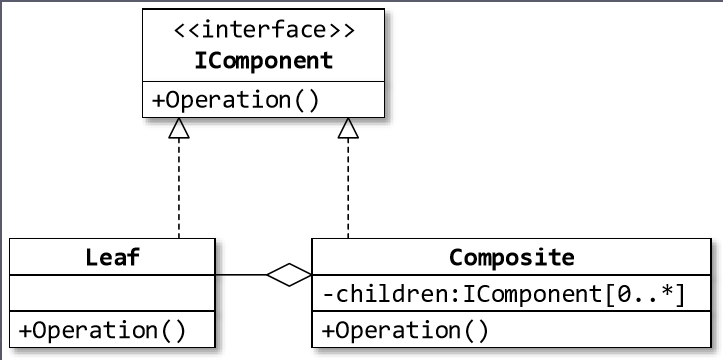 <<interface>>
IComponent
+Operation()
Leaf
+Operation()
Composite
-children:IComponent[0..*]
+Operation()